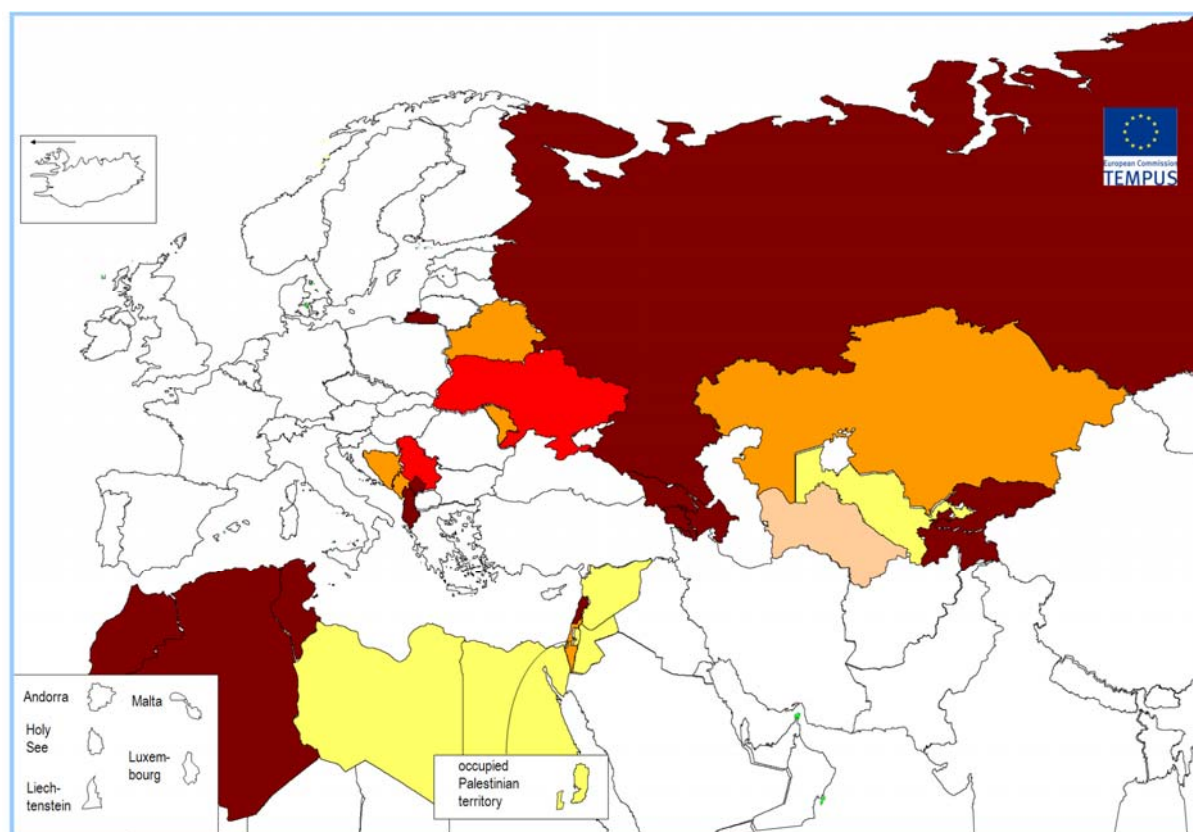 European Commission
TEMPUS
Andorra
Malta
Holy
See
Luxem-
bourg
Liech-
tenstein
occupied
Palestinian
territory